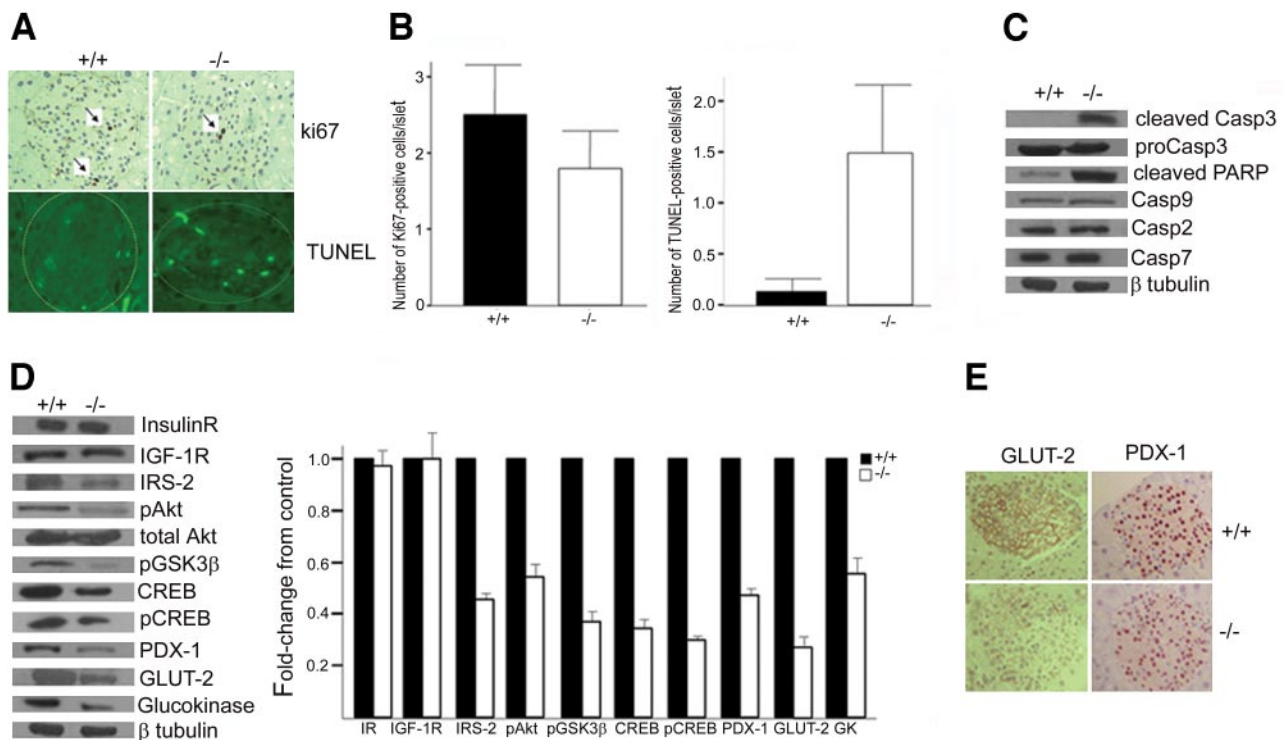 A
+/+ -/-
ki67
TUNEL
B
Number of Ki67-positive cells/islet
3
2
1
0
+/+ -/-
Number of TUNEL-positive cells/islet
2.0
1.5
1.0
0.5
0.0
+/+ -/-
C
+/+ -/-
cleaved Casp3
proCasp3
cleaved PARP
Casp9
Casp2
Casp7
β tubulin
D
+/+ -/-
InsulinR
IGF-1R
IRS-2
pAkt
total Akt
pGSK3β
CREB
pCREB
PDX-1
GLUT-2
Glucokinase
β tubulin
Fold-change from control
1.0
0.8
0.6
0.4
0.2
+/+
-/-
IR IGF-1R IRS-2 pAkt pGSK3β CREB pCREB PDX-1 GLUT-2 GK
E
GLUT-2 PDX-1
+/+
-/-